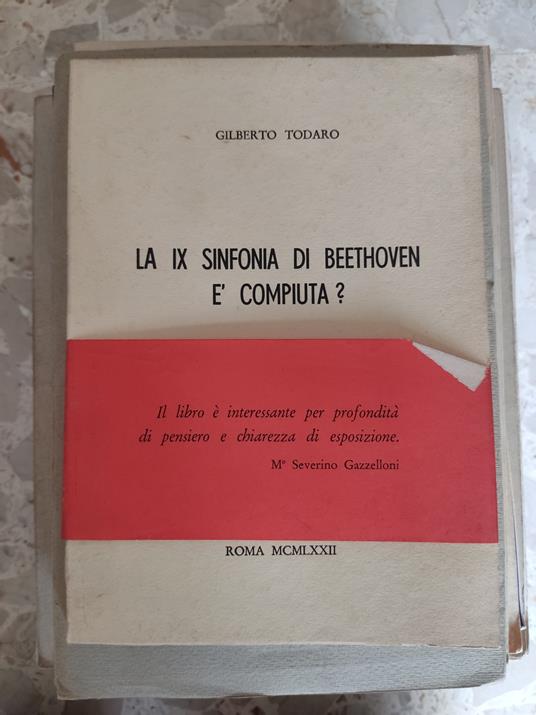 GILBERTO TODARO
LA IX SINFONIA DI BEETHOVEN
E' COMPIUTA?
Il libro è interessante per profondità
di pensiero e chiarezza di esposizione.
Mº Severino Gazzelloni
ROMA MCMLXXII